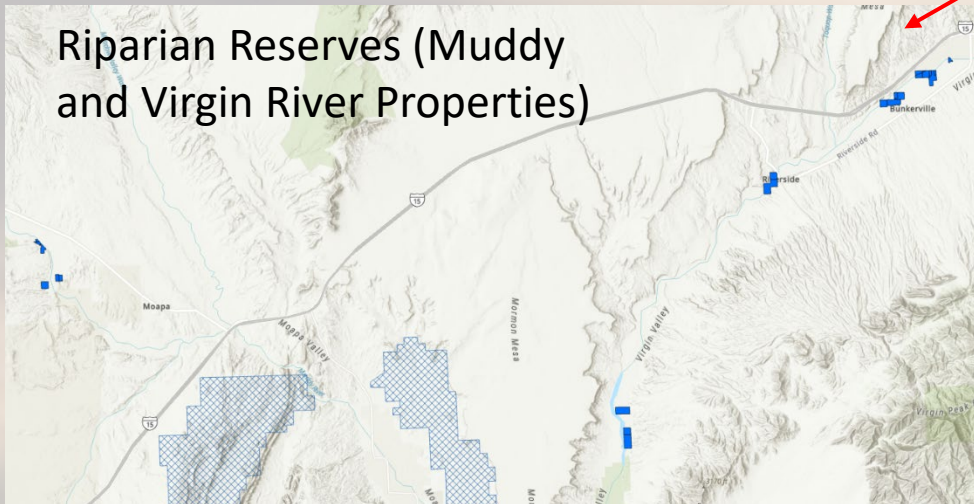 Riparian Reserves (Muddy
and Virgin River Properties)
Mesa
15
Virgin
Bunkerville
Riverside Rd
Riverside
15
Moapa
Moapa Valley
Mormon Mesa
Virgin Valley
15
Virgin Peak